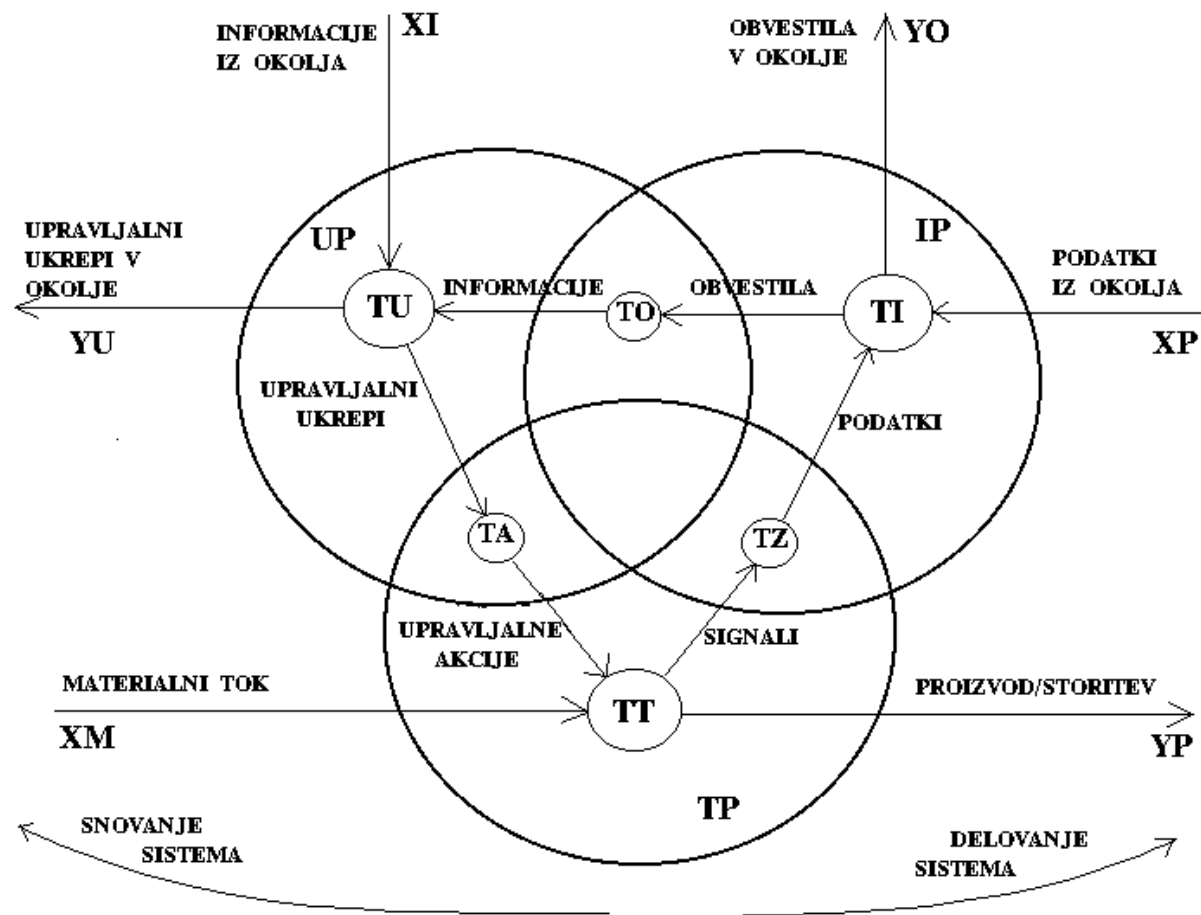 INFORMACIJE
IZ OKOLJA
XI
OBVESTILA
V OKOLJE
YO
UPRAVLJALNI
UKREPI V
OKOLJE
YU
UP
IP
PODATKI
IZ OKOLJA
XP
TU
INFORMACIJE
TO
OBVESTILA
TI
UPRAVLJALNI
UKREPI
PODATKI
TA
TZ
UPRAVLJALNE
AKCIJE
SIGNALI
MATERIALNI TOK
XM
TT
PROIZVOD/STORITEV
YP
TP
SNOVANJE
SISTEMA
DELOVANJE
SISTEMA